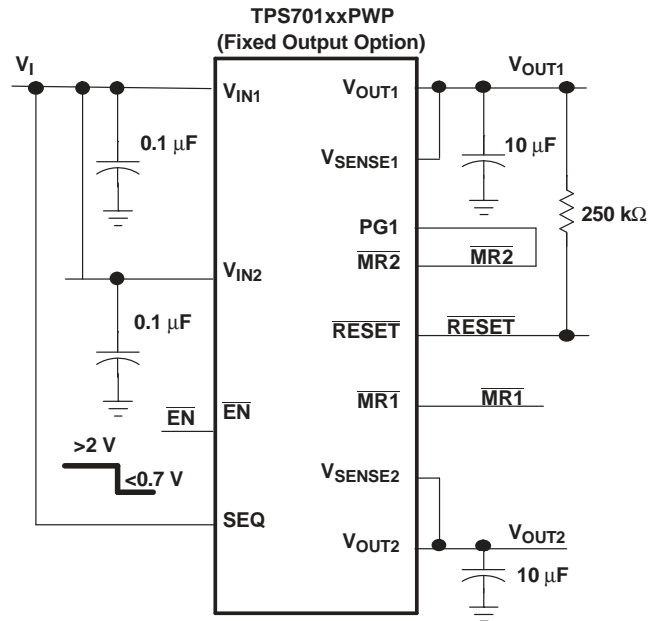 TPS701xxPWP
(Fixed Output Option)
VI
VIN1
VOUT1
VOUT1
0.1 μF
VSENSE1
10 μF
PG1
250 kΩ
MR2
MR2
VIN2
0.1 μF
RESET
RESET
EN
EN
MR1
MR1
>2 V
<0.7 V
VSENSE2
SEQ
VOUT2
VOUT2
10 μF